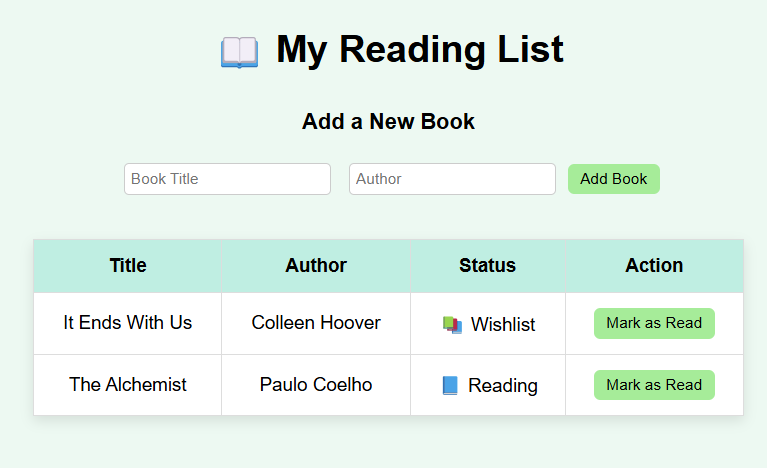 My Reading List
Add a New Book
Book Title Author Add Book
Title Author Status Action
It Ends With Us Colleen Hoover Wishlist Mark as Read
The Alchemist Paulo Coelho Reading Mark as Read